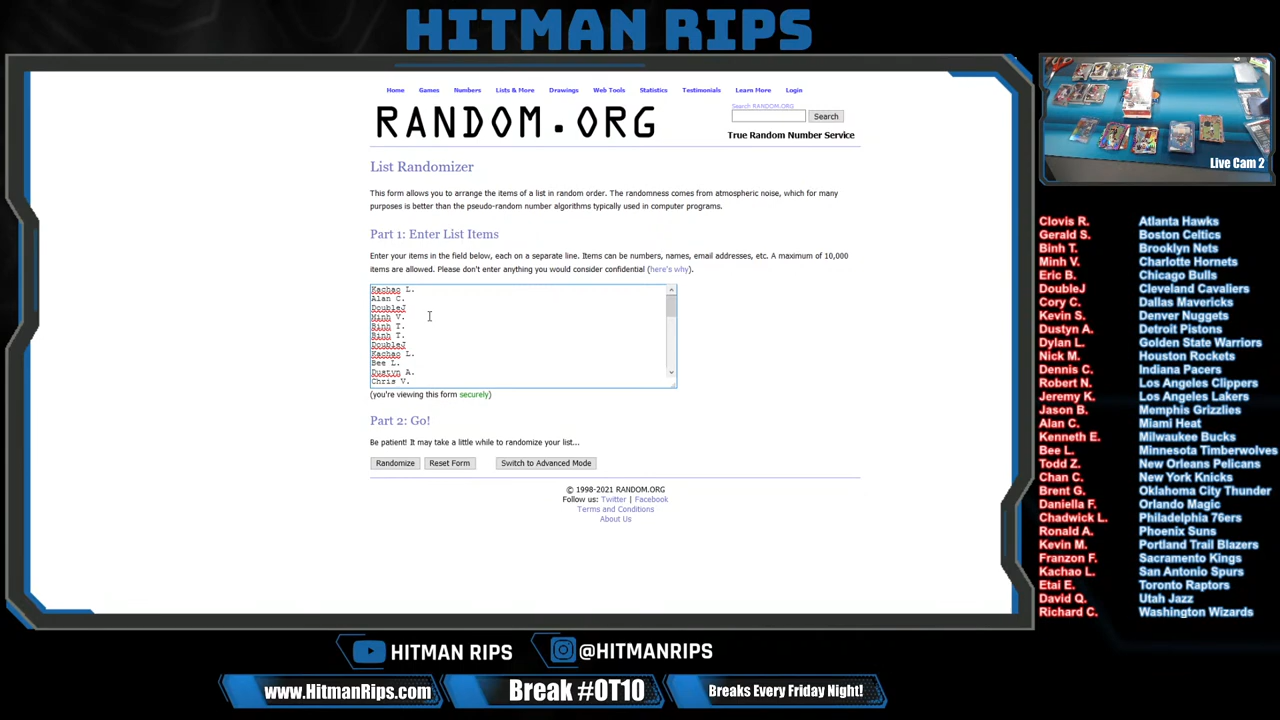 HITMAN RIPS
Home Games Numbers Lists & More Drawings Web Tools Statistics Testimonials Learn More Login
RANDOM.ORG
Search RANDOM.ORG
Search
True Random Number Service
List Randomizer
This form allows you to arrange the items of a list in random order. The randomness comes from atmospheric noise, which for many
purposes is better than the pseudo-random number algorithms typically used in computer programs.
Part 1: Enter List Items
Enter your items in the field below, each on a separate line. Items can be numbers, names, email addresses, etc. A maximum of 10,000
items are allowed. Please don't enter anything you would consider confidential (here's why).
Kachao L.
Alan C.
DoubleJ
Minh V.
Binh T.
Binh T.
DoubleJ
Kachao L.
Bee L.
Dustyn A.
Chris V.
(you're viewing this form securely)
Part 2: Go!
Be patient! It may take a little while to randomize your list...
Randomize Reset Form Switch to Advanced Mode
© 1998-2021 RANDOM.ORG
Follow us: Twitter | Facebook
Terms and Conditions
About Us
Live Cam 2
Clovis R. Atlanta Hawks
Gerald S. Boston Celtics
Binh T. Brooklyn Nets
Minh V. Charlotte Hornets
Eric B. Chicago Bulls
DoubleJ Cleveland Cavaliers
Cory C. Dallas Mavericks
Kevin S. Denver Nuggets
Dustyn A. Detroit Pistons
Dylan L. Golden State Warriors
Nick M. Houston Rockets
Dennis C. Indiana Pacers
Robert N. Los Angeles Clippers
Jeremy K. Los Angeles Lakers
Jason B. Memphis Grizzlies
Alan C. Miami Heat
Kenneth E. Milwaukee Bucks
Bee L. Minnesota Timberwolves
Todd Z. New Orleans Pelicans
Chan C. New York Knicks
Brent G. Oklahoma City Thunder
Daniella F. Orlando Magic
Chadwick L. Philadelphia 76ers
Ronald A. Phoenix Suns
Kevin M. Portland Trail Blazers
Franzon F. Sacramento Kings
Kachao L. San Antonio Spurs
Etai E. Toronto Raptors
David Q. Utah Jazz
Richard C. Washington Wizards
HITMAN RIPS @HITMANRIPS
www.HitmanRips.com Break #OT10 Breaks Every Friday Night!